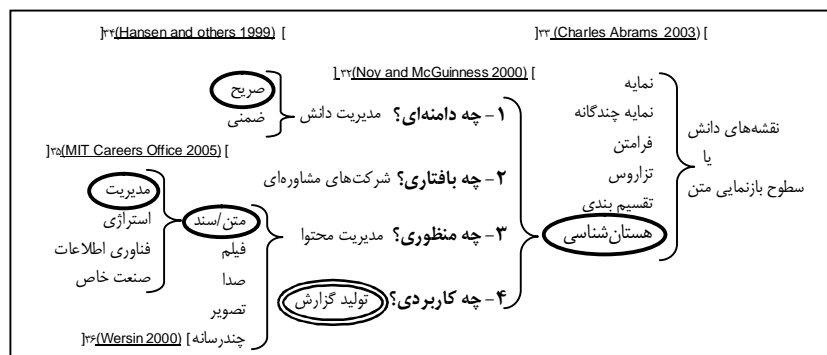 [(Charles Abrams 2003)۳۳]
[(Hansen and others 1999)۳۴]
[(Noy and McGuinness 2000)۳۲]
نقشه‌های دانش
یا
سطوح بازنمایی متن
نمایه
نمایه چندگانه
فرامتن
تزاروس
تقسیم بندی
هستان‌شناسی
۱- چه دامنه‌ای؟ مدیریت دانش
صریح
ضمنی
۲- چه بافتاری؟ شرکت‌های مشاوره‌ای
۳- چه منظوری؟ مدیریت محتوا
متن/سند
فیلم
صدا
تصویر
چندرسانه [(Wersin 2000)۳۶]
[(MIT Careers Office 2005)۳۵]
مدیریت
استراتژی
فناوری اطلاعات
صنعت خاص
۴- چه کاربردی؟ تولید گزارش